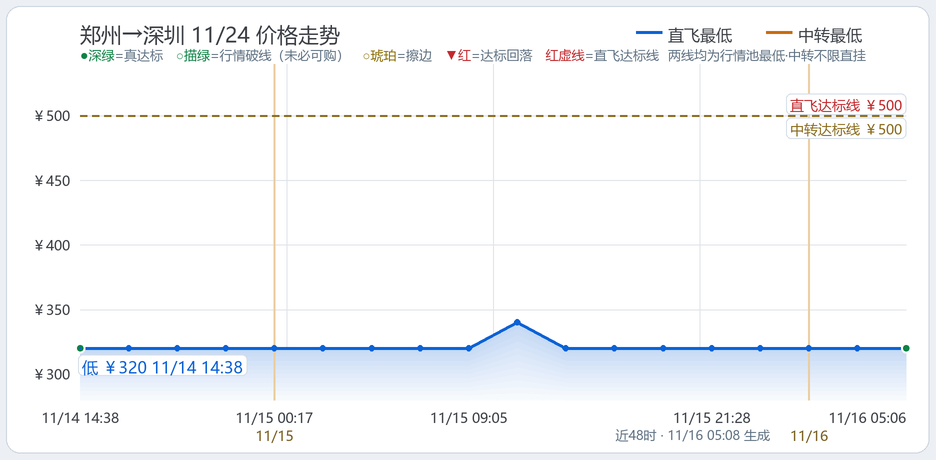 郑州→深圳 11/24 价格走势
直飞最低 中转最低
●深绿=真达标 ○描绿=行情破线（未必可购） ○琥珀=擦边 ▼红=达标回落 红虚线=直飞达标线 两线均为行情池最低·中转不限直挂
直飞达标线 ￥500
￥500
中转达标线 ￥500
￥450
￥400
￥350
低 ￥320 11/14 14:38
￥300
11/14 14:38 11/15 00:17 11/15 09:05 11/15 21:28 11/16 05:06
11/15 近48时 · 11/16 05:08 生成 11/16